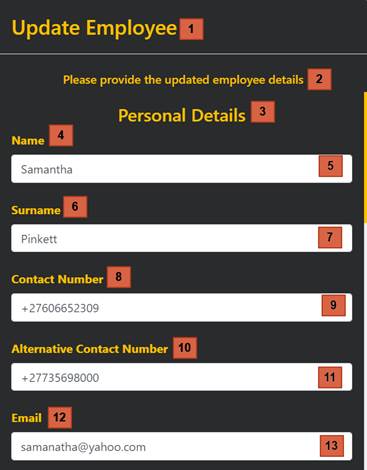 Update Employee 1
Please provide the updated employee details 2
Personal Details 3
Name 4
Samantha 5
Surname 6
Pinkett 7
Contact Number 8
+27606652309 9
Alternative Contact Number 10
+27735698000 11
Email 12
samanatha@yahoo.com 13